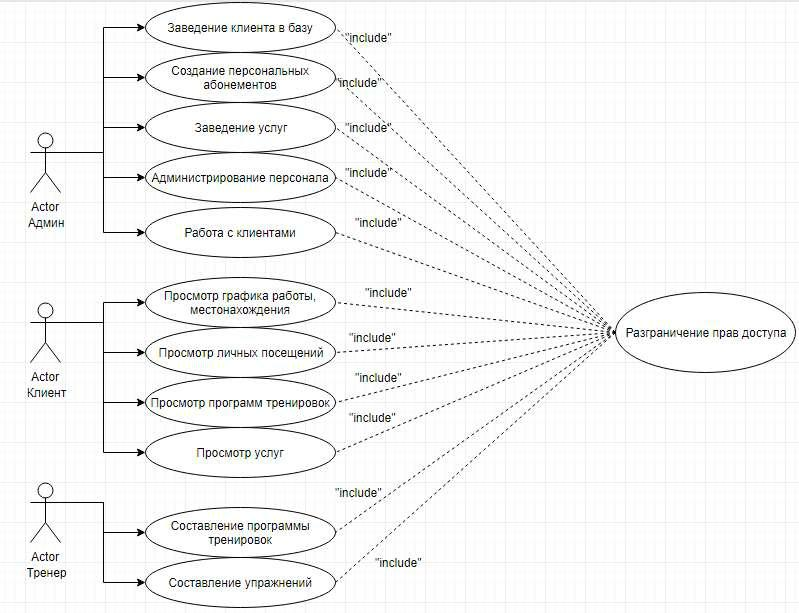 Заведение клиента в базу
"include"
Создание персональных
абонементов
"include"
Заведение услуг
"include"
Администрирование персонала
"include"
Actor
Админ
Работа с клиентами
"include"
Просмотр графика работы,
местонахождения
"include"
Разграничение прав доступа
Просмотр личных посещений
"include"
Actor
Клиент
Просмотр программ тренировок
"include"
Просмотр услуг
"include"
Составление программы
тренировок
"include"
Actor
Тренер
Составление упражнений
"include"